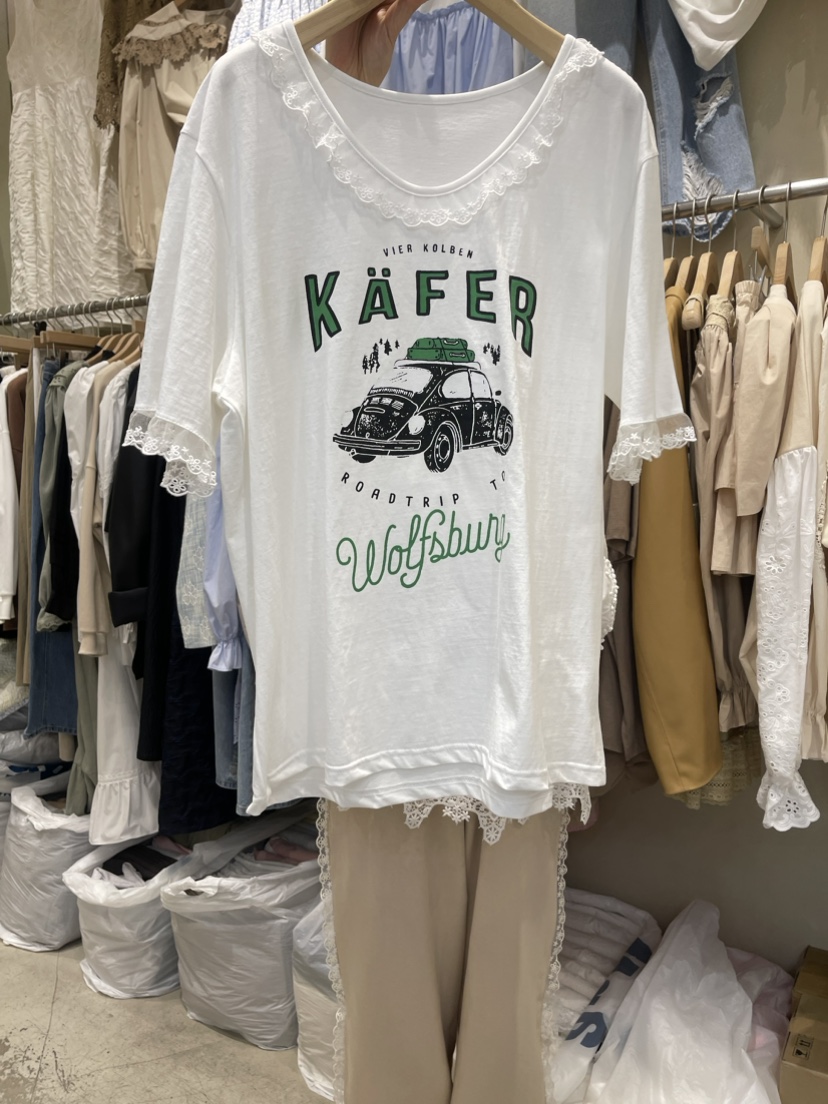 VIER KOLBEN
KÄFER
ROADTRIP TO
Wolfsburg